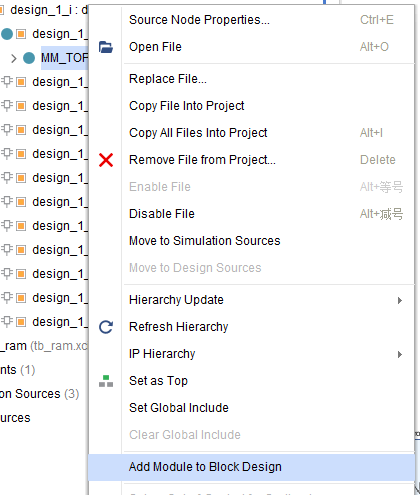 design_1_i : d
design_1_
MM_TOP
design_1_
design_1_
design_1_
design_1_
design_1_
design_1_
design_1_
design_1_
design_1_
design_1_
design_1_
_ram (tb_ram.xc
nts (1)
on Sources (3)
urces
Source Node Properties... Ctrl+E
Open File Alt+O
Replace File...
Copy File Into Project
Copy All Files Into Project Alt+I
Remove File from Project... Delete
Enable File Alt+等号
Disable File Alt+减号
Move to Simulation Sources
Move to Design Sources
Hierarchy Update
Refresh Hierarchy
IP Hierarchy
Set as Top
Set Global Include
Clear Global Include
Add Module to Block Design